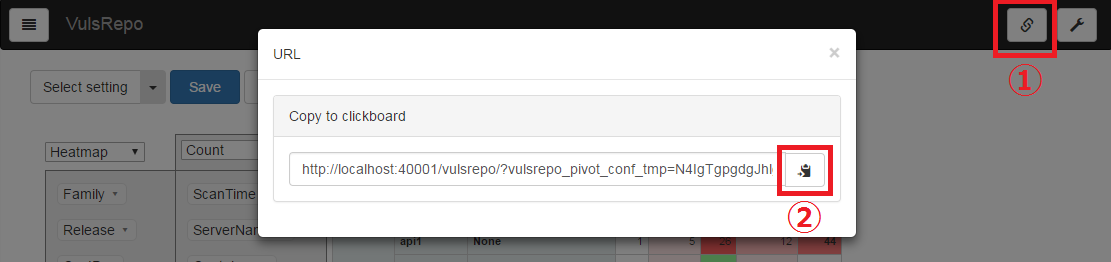 VulsRepo
①
URL
×
Select setting
Save
Copy to clickboard
Heatmap
Count
http://localhost:40001/vulsrepo/?vulsrepo_pivot_conf_tmp=N4IgTgpgdgJhI
②
Family
ScanTime
Release
api1 None 1 5 26 12 44